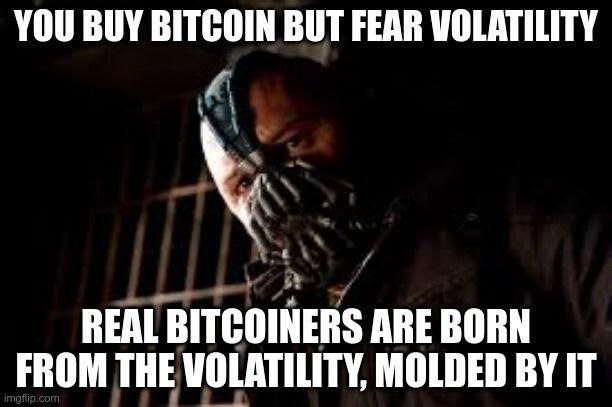 YOU BUY BITCOIN BUT FEAR VOLATILITY
REAL BITCOINERS ARE BORN
FROM THE VOLATILITY, MOLDED BY IT
imgflip.com